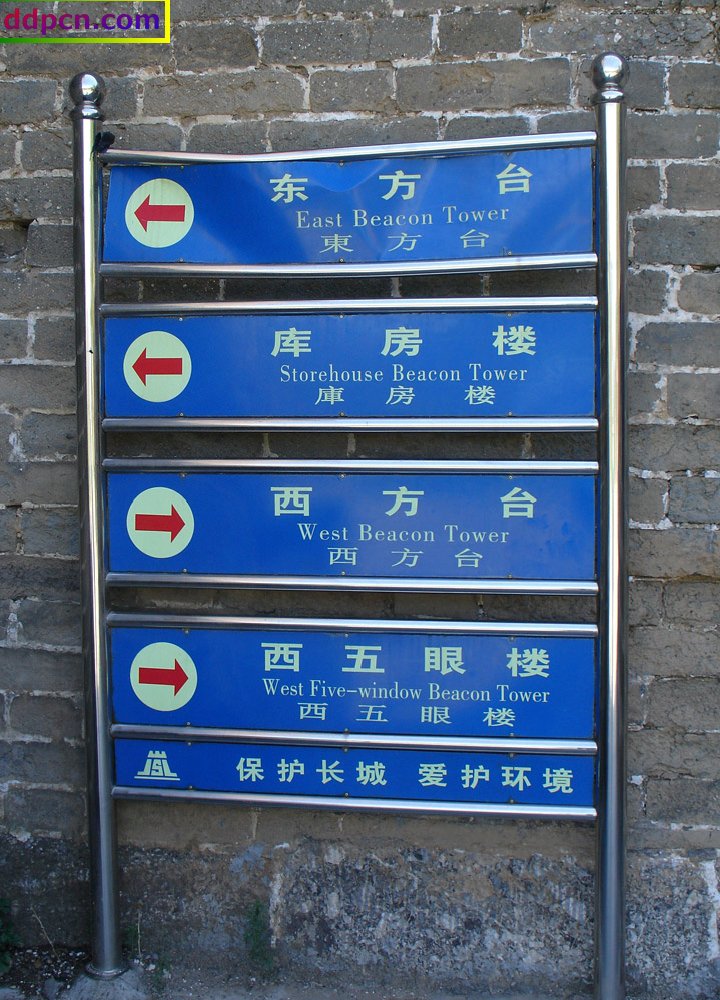 ddpcn.com
东方台
East Beacon Tower
東方台
库房楼
Storehouse Beacon Tower
庫房楼
西方台
West Beacon Tower
西方台
西五眼楼
West Five-window Beacon Tower
西五眼楼
JSL 保护长城 爱护环境